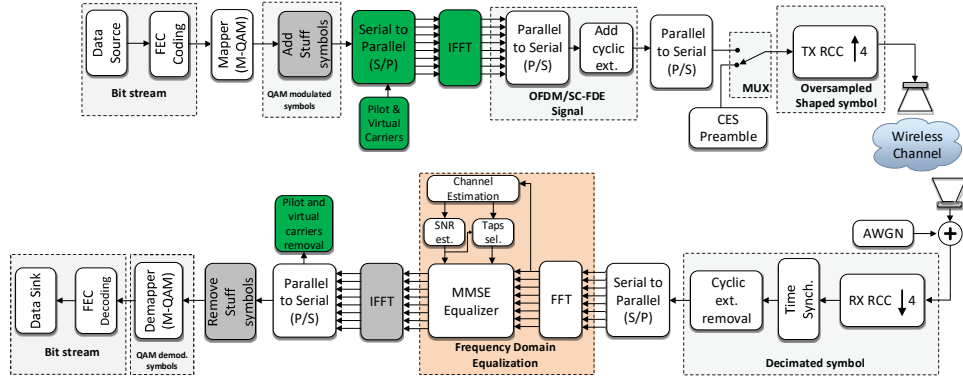 Data
Source
FEC
Coding
Bit stream
Mapper
(M-QAM)
Add
Stuff
symbols
QAM modulated
symbols
Serial to
Parallel
(S/P)
Pilot &
Virtual
Carriers
IFFT
Parallel
to Serial
(P/S)
Add
cyclic
ext.
OFDM/SC-FDE
Signal
Parallel
to Serial
(P/S)
CES
Preamble
MUX
TX RCC
4
Oversampled
Shaped symbol
Wireless
Channel
AWGN
+
RX RCC
4
Time
Synch.
Cyclic
ext.
removal
Decimated symbol
Serial
to
Parallel
(S/P)
FFT
Channel
Estimation
SNR
est.
Taps
sel.
MMSE
Equalizer
Frequency Domain
Equalization
IFFT
Pilot and
virtual
carriers
removal
Parallel
to Serial
(P/S)
Remove
Stuff
symbols
Demapper
(M-QAM)
QAM demod.
symbols
FEC
Decoding
Data Sink
Bit stream